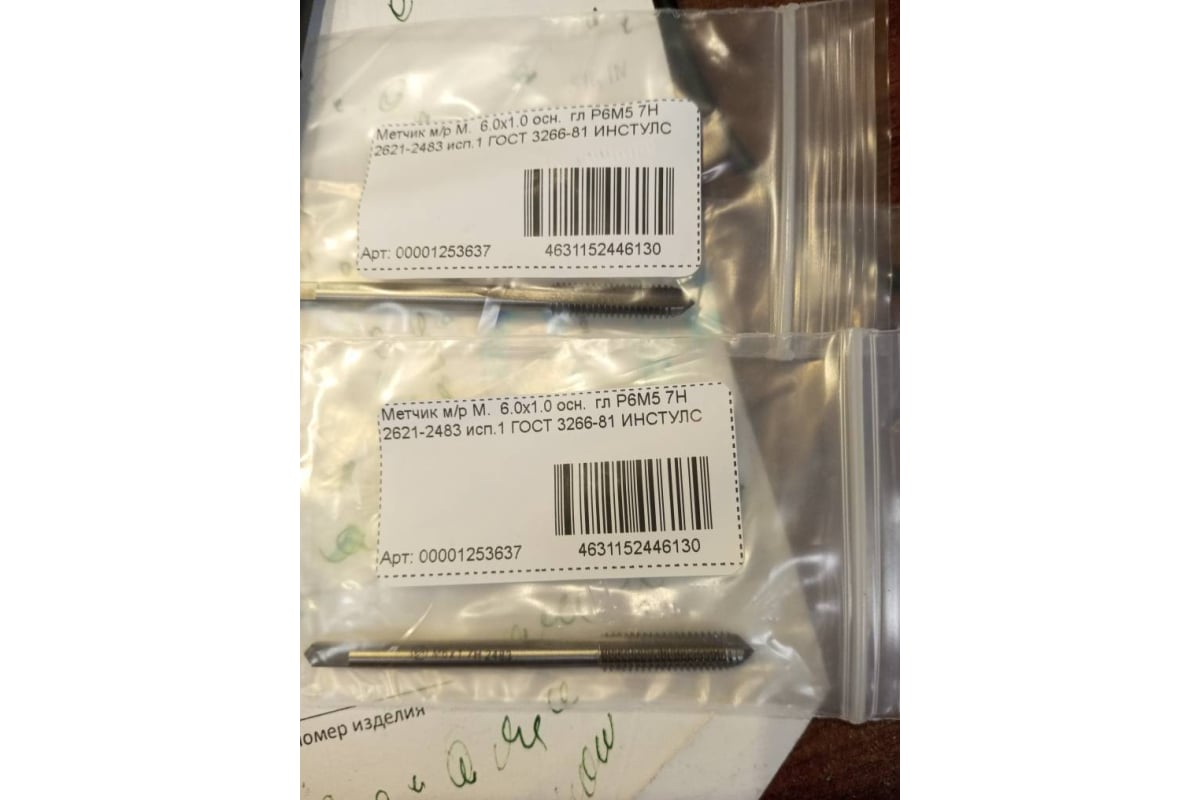 Метчик м/р М. 6.0х1.0 осн. гл Р6М5 7Н
2621-2483 исп.1 ГОСТ 3266-81 ИНСТУЛС
Арт: 00001253637
4631152446130
Метчик м/р М. 6.0х1.0 осн. гл Р6М5 7Н
2621-2483 исп.1 ГОСТ 3266-81 ИНСТУЛС
Арт: 00001253637
4631152446130
2483
изделия